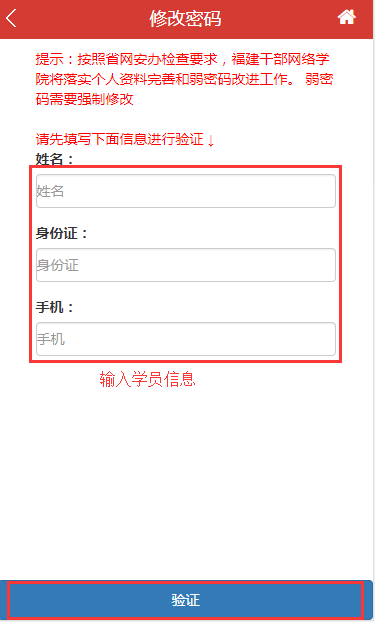 修改密码
提示：按照省网安办检查要求，福建干部网络学
院将落实个人资料完善和弱密码改进工作。 弱密
码需要强制修改
请先填写下面信息进行验证↓
姓名：
姓名
身份证：
身份证
手机：
手机
输入学员信息
验证